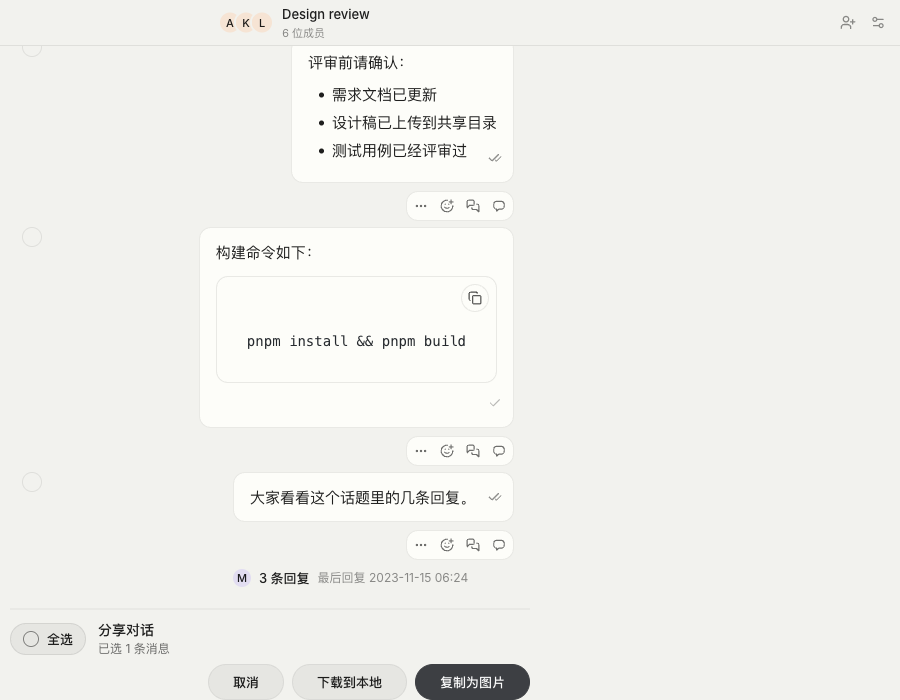 A K L
Design review
6 位成员
评审前请确认：
• 需求文档已更新
• 设计稿已上传到共享目录
• 测试用例已经评审过
构建命令如下：
pnpm install && pnpm build
大家看看这个话题里的几条回复。
M 3 条回复 最后回复 2023-11-15 06:24
全选
分享对话
已选 1 条消息
取消
下载到本地
复制为图片